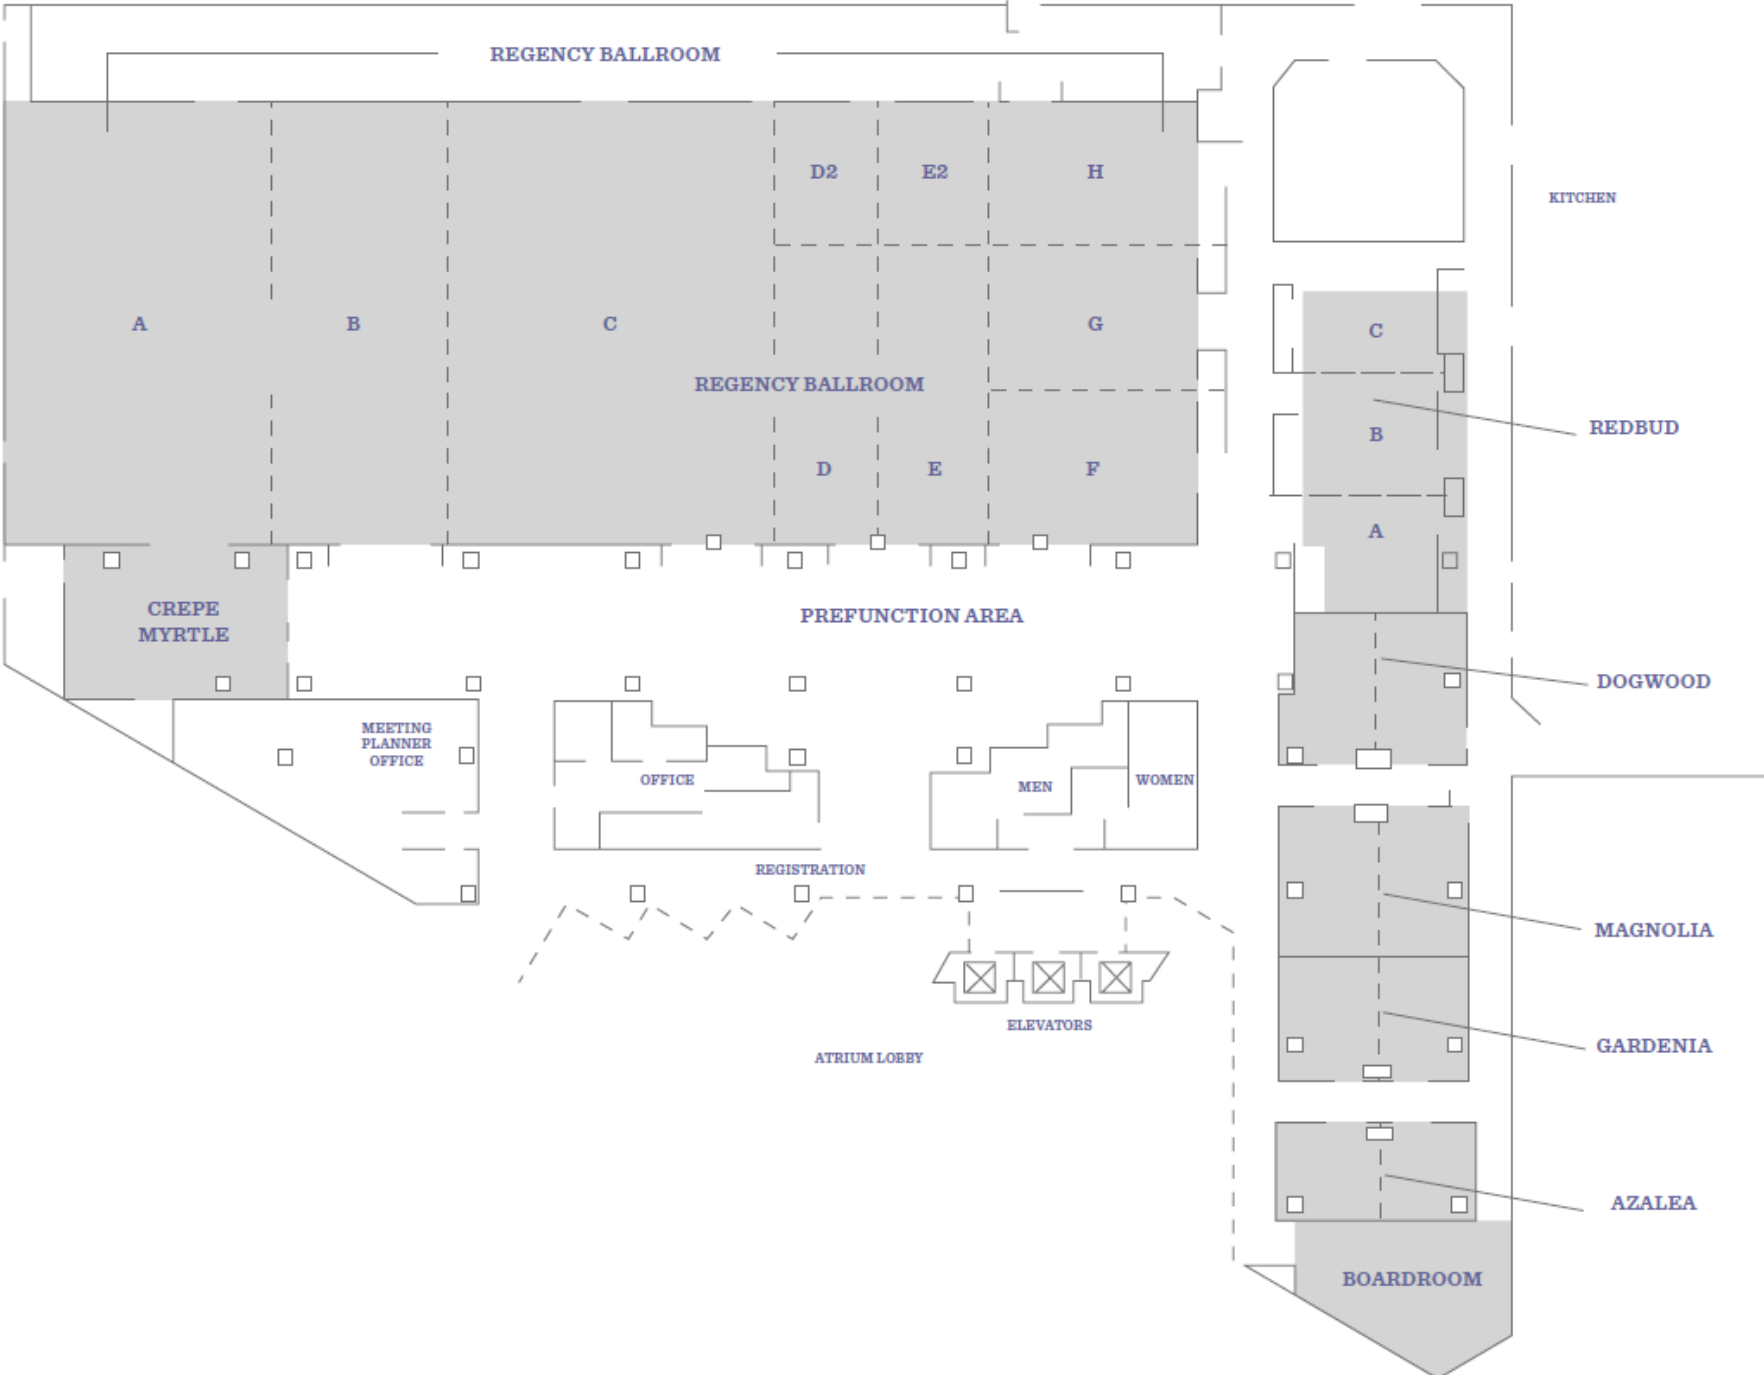 REGENCY BALLROOM
D2
E2
H
KITCHEN
A
B
C
G
C
REGENCY BALLROOM
REDBUD
B
D
E
F
A
CREPE
MYRTLE
PREFUNCTION AREA
DOGWOOD
MEETING
PLANNER
OFFICE
OFFICE
MEN
WOMEN
REGISTRATION
MAGNOLIA
ELEVATORS
GARDENIA
ATRIUM LOBBY
AZALEA
BOARDROOM